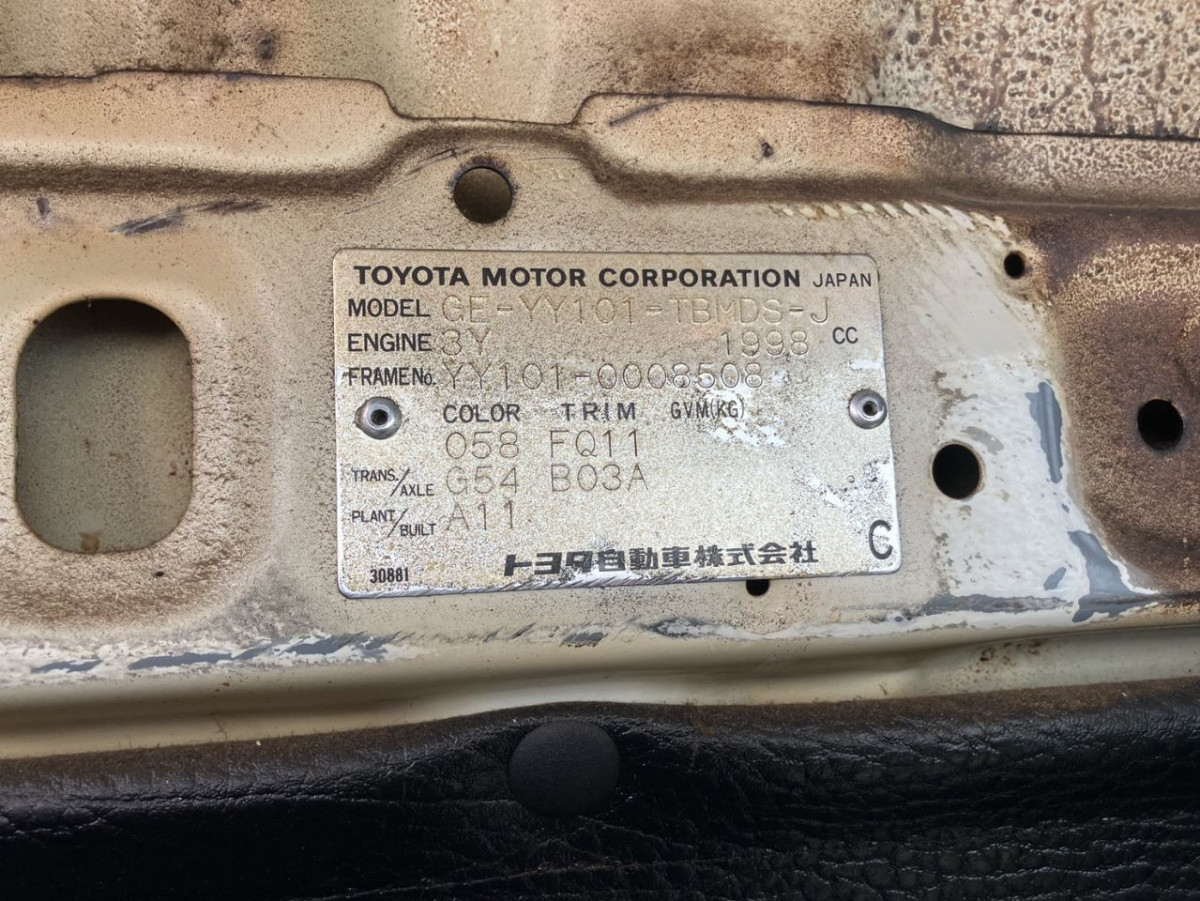 TOYOTA MOTOR CORPORATION JAPAN
MODEL GE-YY101-TBMDS-J
ENGINE 3Y 1998 CC
FRAME No. YY101-0008508
COLOR TRIM GVM(KG)
058 FQ11
TRANS./AXLE G54 B03A
PLANT/BUILT A11
トヨタ自動車株式会社 C
30881